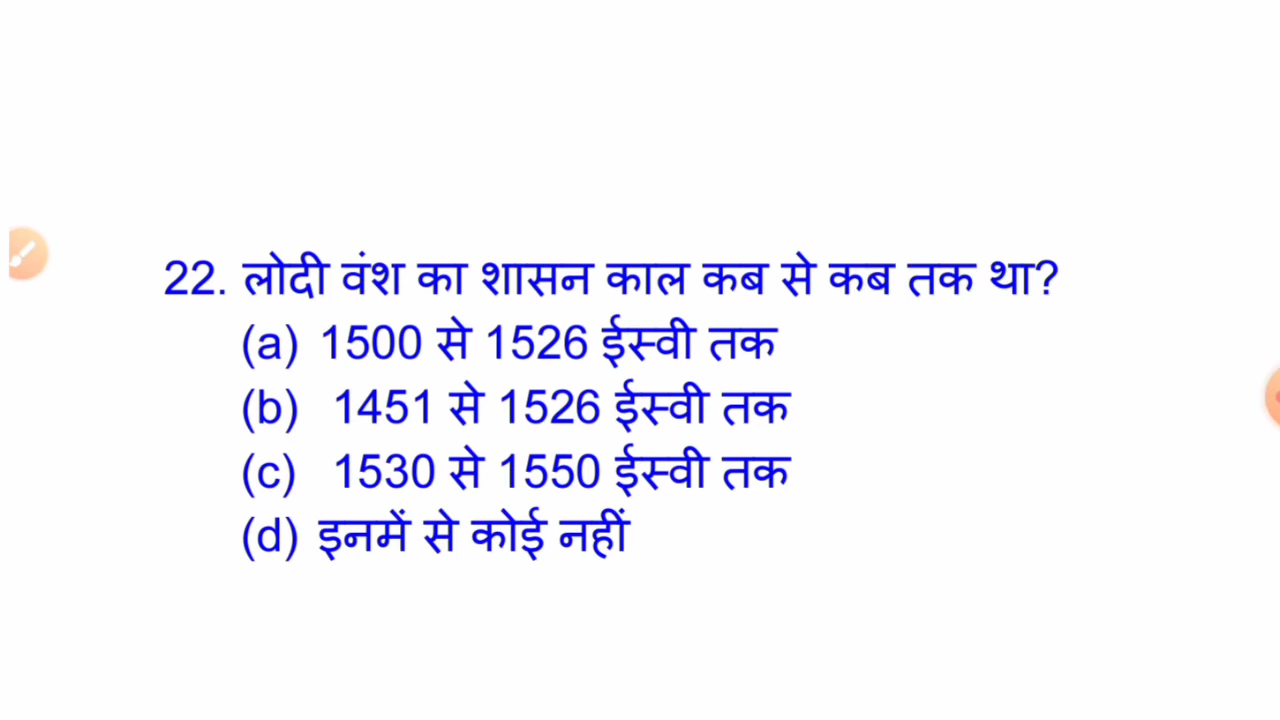 22. लोदी वंश का शासन काल कब से कब तक था?
(a) 1500 से 1526 ईस्वी तक
(b) 1451 से 1526 ईस्वी तक
(c) 1530 से 1550 ईस्वी तक
(d) इनमें से कोई नहीं